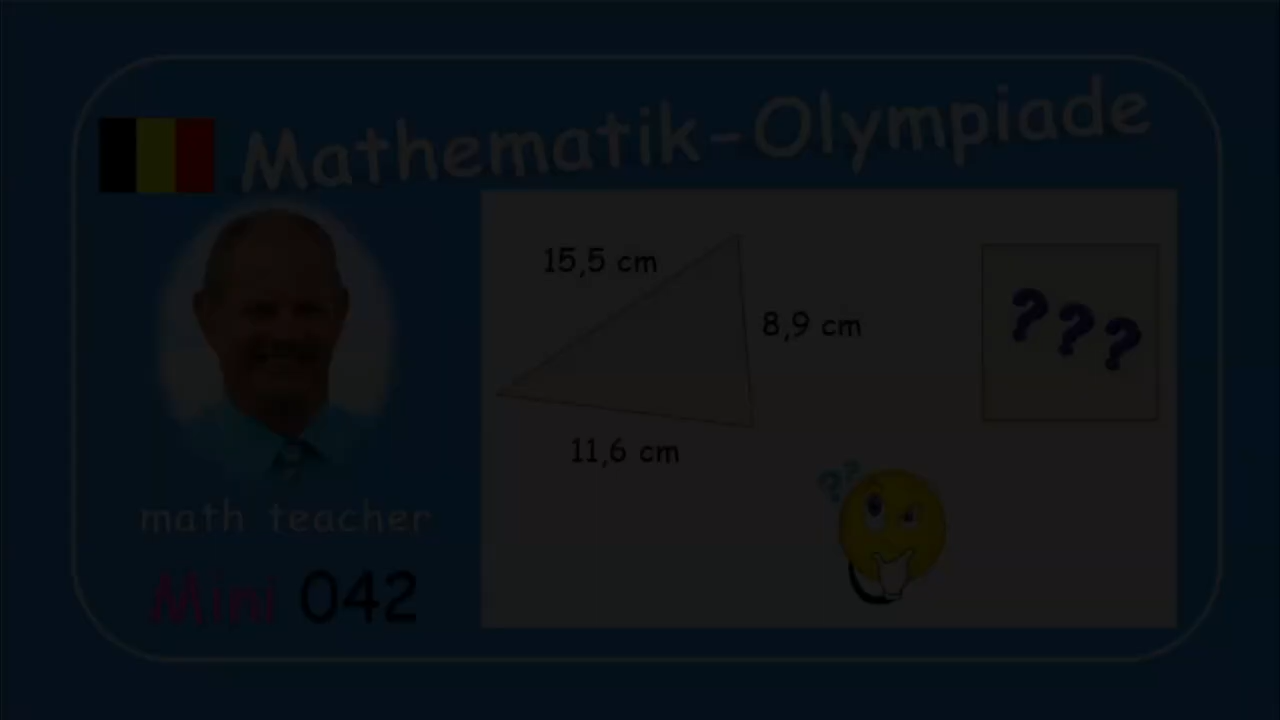 Mathematik-Olympiade
15,5 cm
8,9 cm
???
11,6 cm
??
math teacher
Mini 042